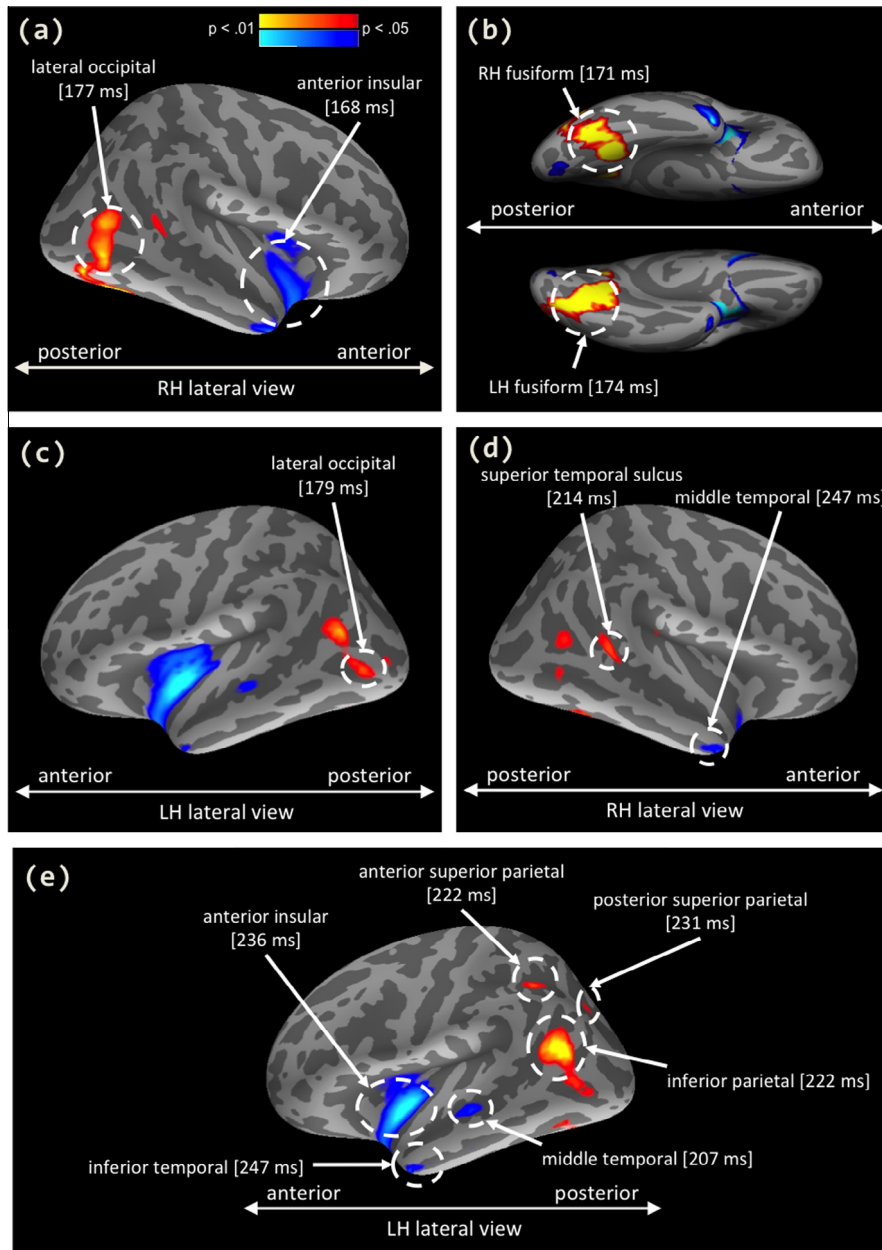 (a)
p < .01
p < .05
lateral occipital
[177 ms]
anterior insular
[168 ms]
posterior
anterior
RH lateral view
(b)
RH fusiform [171 ms]
posterior
anterior
LH fusiform [174 ms]
(c)
lateral occipital
[179 ms]
anterior
posterior
LH lateral view
(d)
superior temporal sulcus
[214 ms]
middle temporal [247 ms]
posterior
anterior
RH lateral view
(e)
anterior superior parietal
[222 ms]
anterior insular
[236 ms]
posterior superior parietal
[231 ms]
inferior parietal [222 ms]
inferior temporal [247 ms]
middle temporal [207 ms]
anterior
posterior
LH lateral view